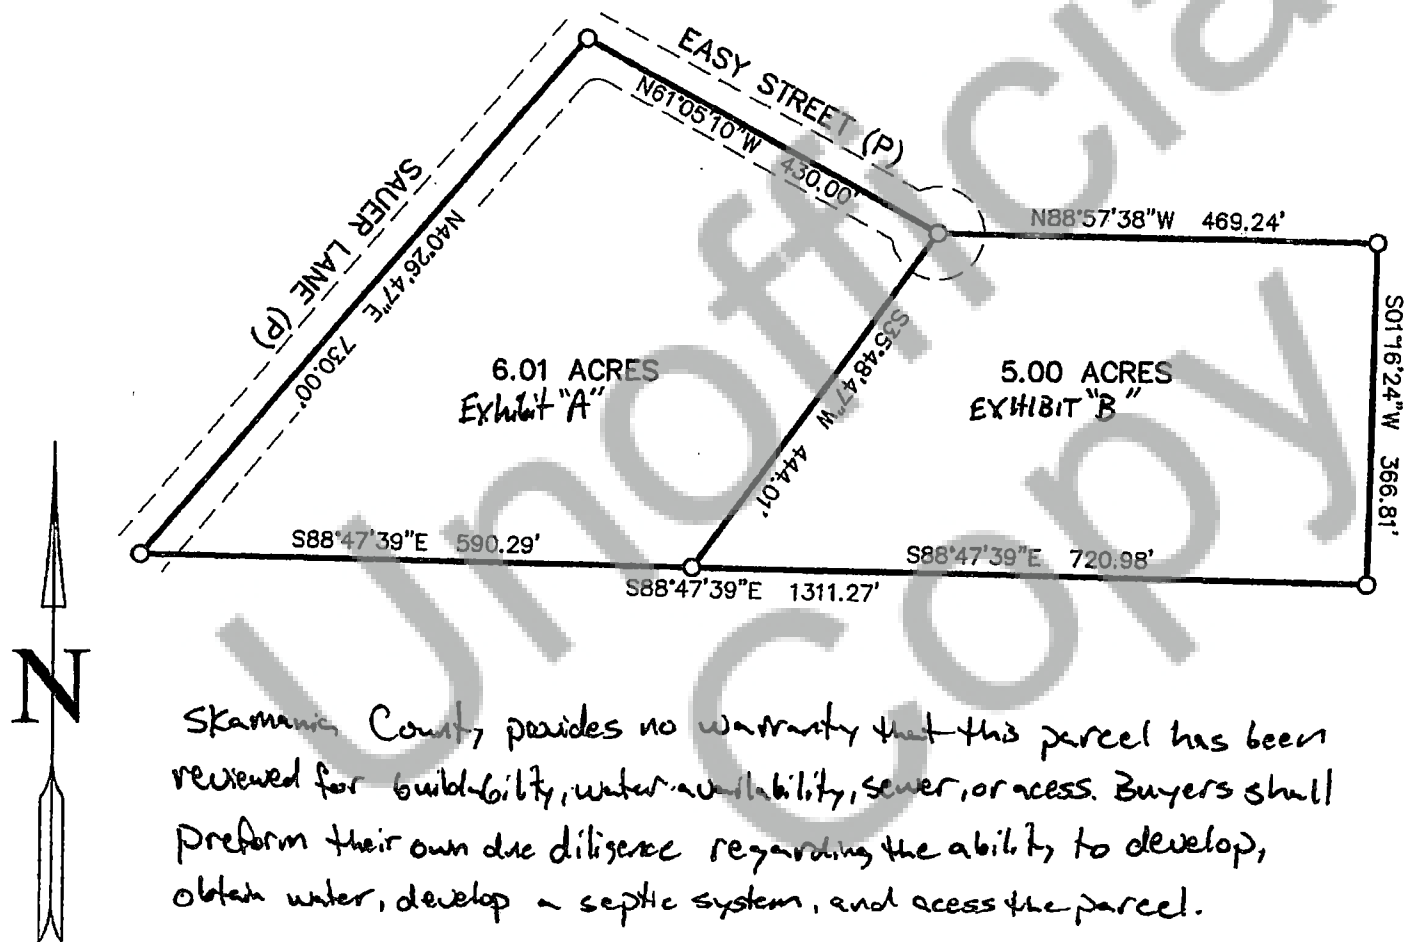 EASY STREET (P)
N61°05'10"W 430.00'
SAUER LANE (P)
N40°26'47"E 730.00'
N88°57'38"W 469.24'
S01°16'24"W 366.81'
S35°48'47"W 444.01'
6.01 ACRES
Exhibit "A"
5.00 ACRES
EXHIBIT "B"
S88°47'39"E 590.29'
S88°47'39"E 720.98'
S88°47'39"E 1311.27'
N
Skamania County provides no warranty that this parcel has been
reviewed for buildabilty, water availability, sewer, or acess. Buyers shall
preform their own due diligence regarding the ability to develop,
obtain water, develop a septic system, and acess the parcel.
Unofficial
Copy